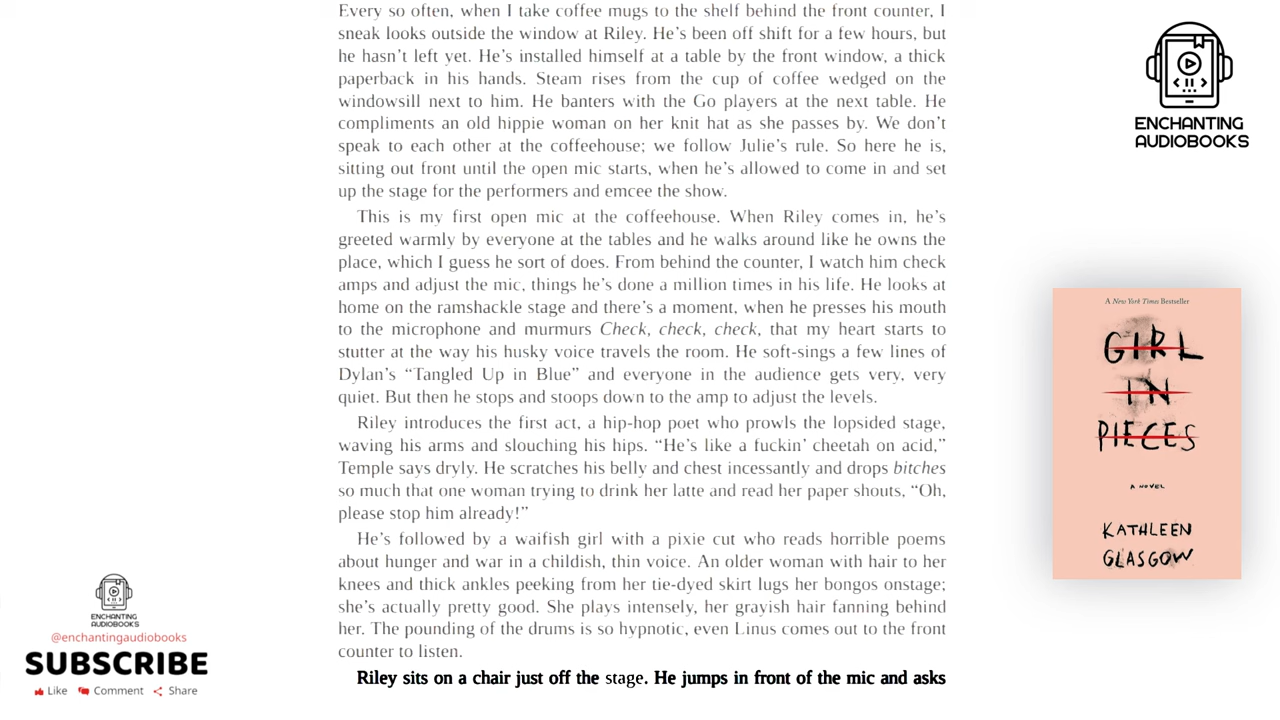 Every so often, when I take coffee mugs to the shelf behind the front counter, I
sneak looks outside the window at Riley. He's been off shift for a few hours, but
he hasn't left yet. He's installed himself at a table by the front window, a thick
paperback in his hands. Steam rises from the cup of coffee wedged on the
windowsill next to him. He banters with the Go players at the next table. He
compliments an old hippie woman on her knit hat as she passes by. We don't
speak to each other at the coffeehouse; we follow Julie's rule. So here he is,
sitting out front until the open mic starts, when he's allowed to come in and set
up the stage for the performers and emcee the show.
This is my first open mic at the coffeehouse. When Riley comes in, he's
greeted warmly by everyone at the tables and he walks around like he owns the
place, which I guess he sort of does. From behind the counter, I watch him check
amps and adjust the mic, things he's done a million times in his life. He looks at
home on the ramshackle stage and there's a moment, when he presses his mouth
to the microphone and murmurs Check, check, check, that my heart starts to
stutter at the way his husky voice travels the room. He soft-sings a few lines of
Dylan's “Tangled Up in Blue” and everyone in the audience gets very, very
quiet. But then he stops and stoops down to the amp to adjust the levels.
Riley introduces the first act, a hip-hop poet who prowls the lopsided stage,
waving his arms and slouching his hips. “He's like a fuckin' cheetah on acid,”
Temple says dryly. He scratches his belly and chest incessantly and drops bitches
so much that one woman trying to drink her latte and read her paper shouts, “Oh,
please stop him already!”
He's followed by a waifish girl with a pixie cut who reads horrible poems
about hunger and war in a childish, thin voice. An older woman with hair to her
knees and thick ankles peeking from her tie-dyed skirt lugs her bongos onstage;
she's actually pretty good. She plays intensely, her grayish hair fanning behind
her. The pounding of the drums is so hypnotic, even Linus comes out to the front
counter to listen.
Riley sits on a chair just off the stage. He jumps in front of the mic and asks
ENCHANTING
AUDIOBOOKS
A New York Times Bestseller
GIRL
IN
PIECES
A NOVEL
KATHLEEN
GLASGOW
ENCHANTING
AUDIOBOOKS
@enchantingaudiobooks
SUBSCRIBE
Like Comment Share